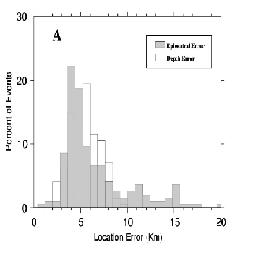 30
A
Epicentral Error
Depth Error
20
Percent of Events
10
0
0 5 10 15 20
Location Error (Km)